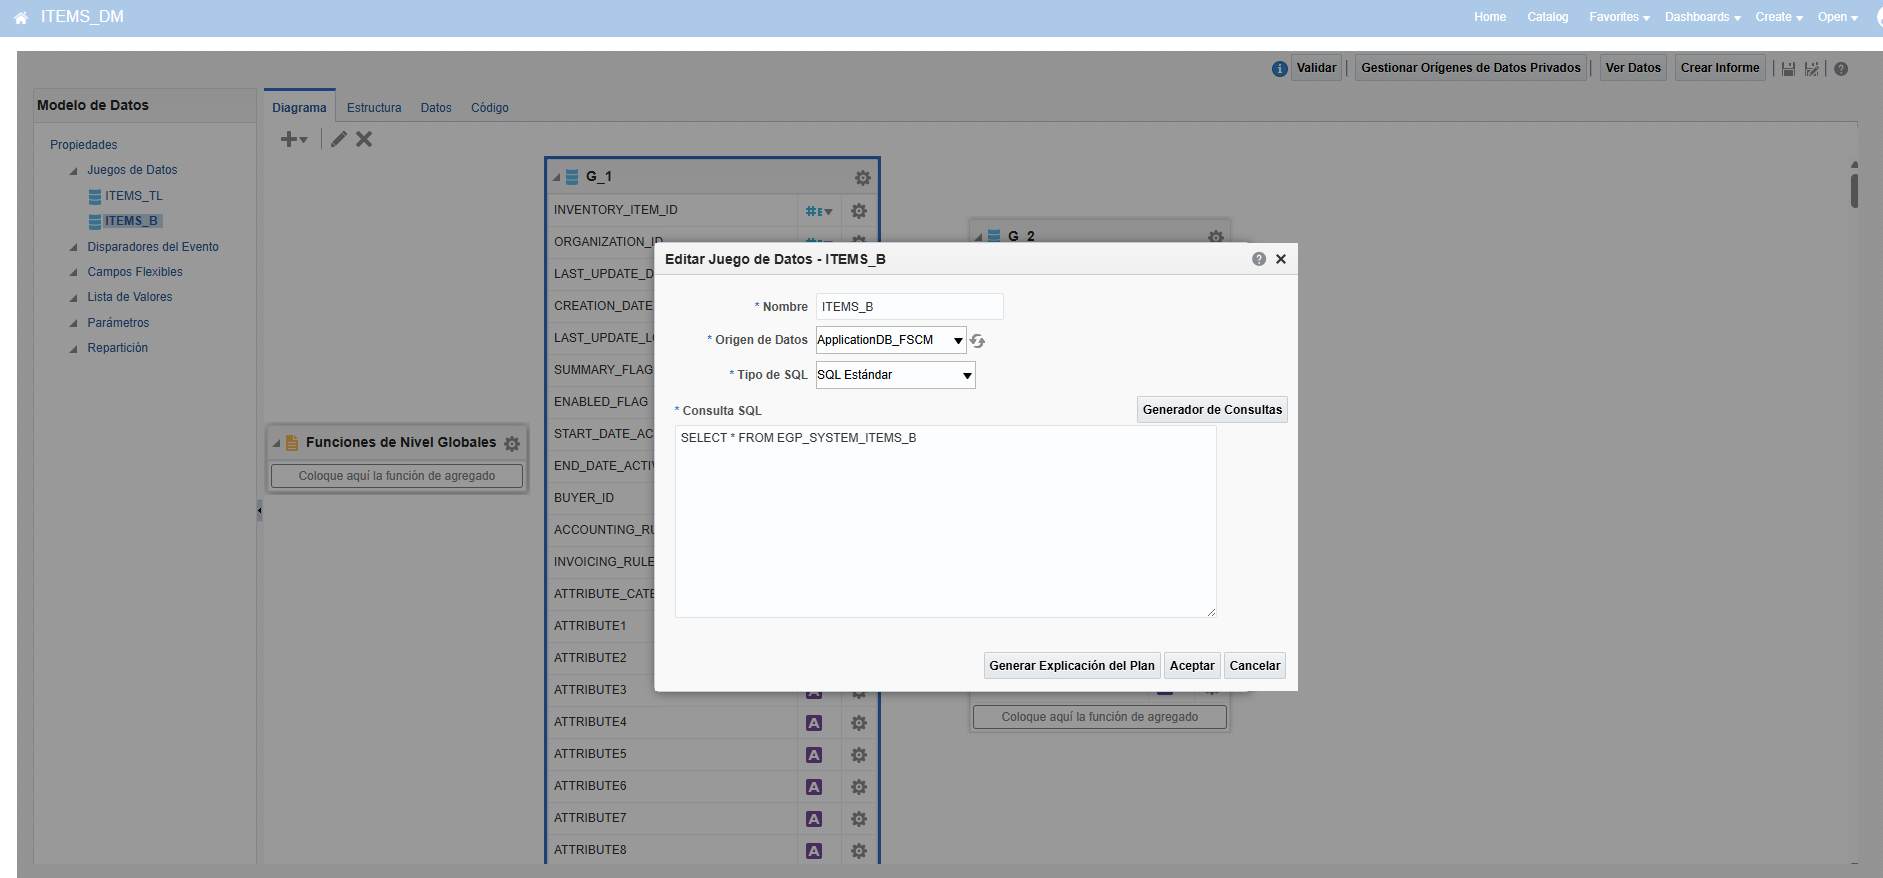 ITEMS_DM
Home Catalog Favorites Dashboards Create Open
Validar Gestionar Orígenes de Datos Privados Ver Datos Crear Informe
Modelo de Datos
Propiedades
Juegos de Datos
ITEMS_TL
ITEMS_B
Disparadores del Evento
Campos Flexibles
Lista de Valores
Parámetros
Repartición
Diagrama Estructura Datos Código
Funciones de Nivel Globales
Coloque aquí la función de agregado
G_1
INVENTORY_ITEM_ID
ORGANIZATION_ID
LAST_UPDATE_D
CREATION_DATE
LAST_UPDATE_L
SUMMARY_FLAG
ENABLED_FLAG
START_DATE_AC
END_DATE_ACTI
BUYER_ID
ACCOUNTING_RU
INVOICING_RULE
ATTRIBUTE_CATE
ATTRIBUTE1
ATTRIBUTE2
ATTRIBUTE3
ATTRIBUTE4 A
ATTRIBUTE5 A
ATTRIBUTE6 A
ATTRIBUTE7 A
ATTRIBUTE8 A
G_2
Coloque aquí la función de agregado
Editar Juego de Datos - ITEMS_B
* Nombre ITEMS_B
* Origen de Datos ApplicationDB_FSCM
* Tipo de SQL SQL Estándar
* Consulta SQL Generador de Consultas
SELECT * FROM EGP_SYSTEM_ITEMS_B
Generar Explicación del Plan Aceptar Cancelar